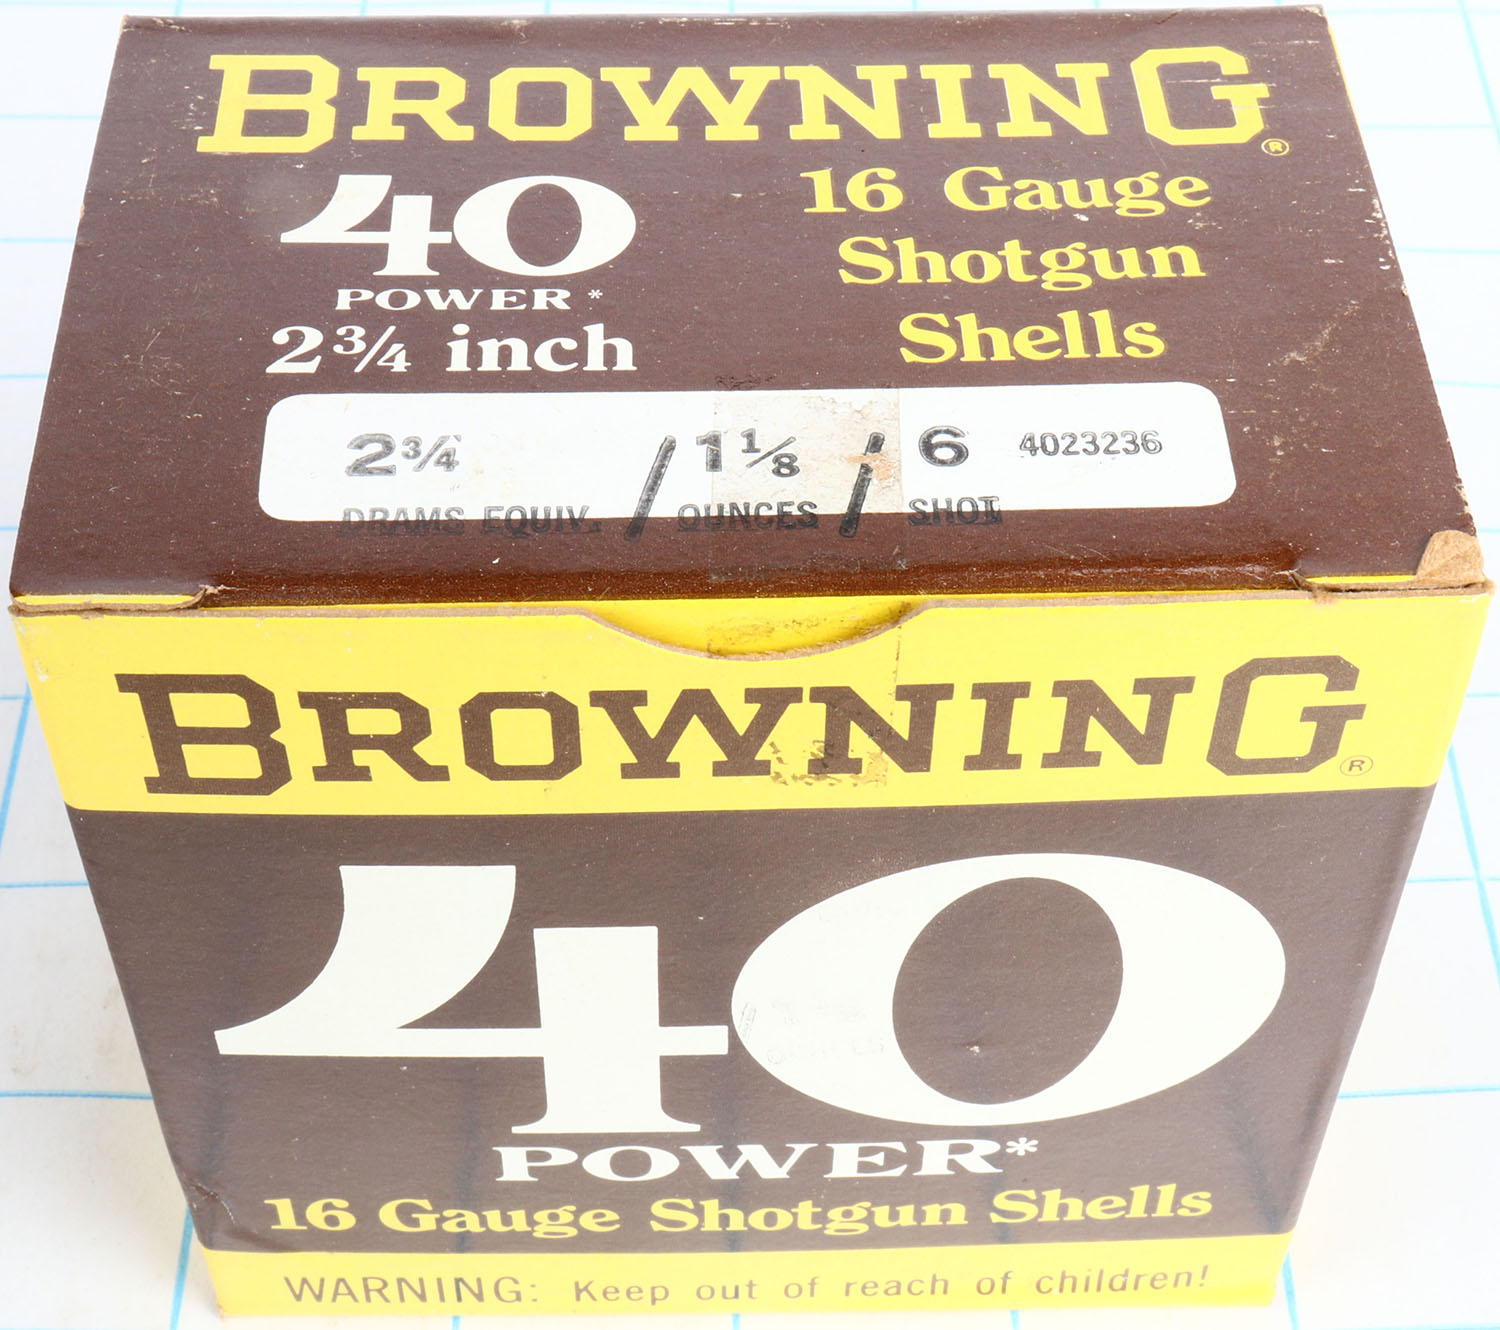 BROWNING®
40
POWER*
2¾ inch
16 Gauge
Shotgun
Shells
2¾ / 1⅛ / 6 4023236
DRAMS EQUIV. / OUNCES / SHOT
BROWNING®
40
POWER*
16 Gauge Shotgun Shells
WARNING: Keep out of reach of children!